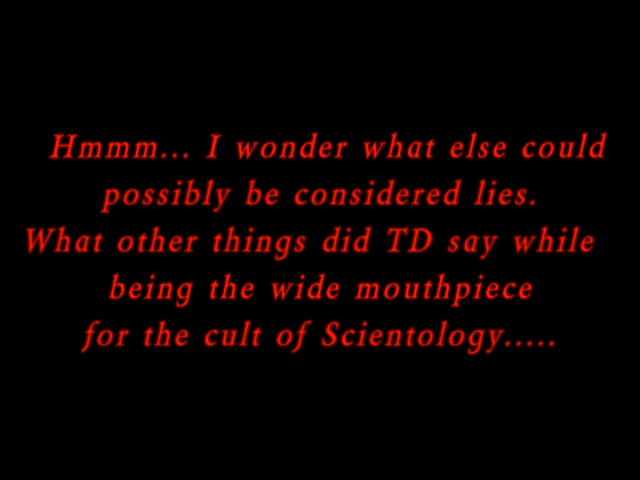 Hmmm... I wonder what else could
possibly be considered lies.
What other things did TD say while
being the wide mouthpiece
for the cult of Scientology.....